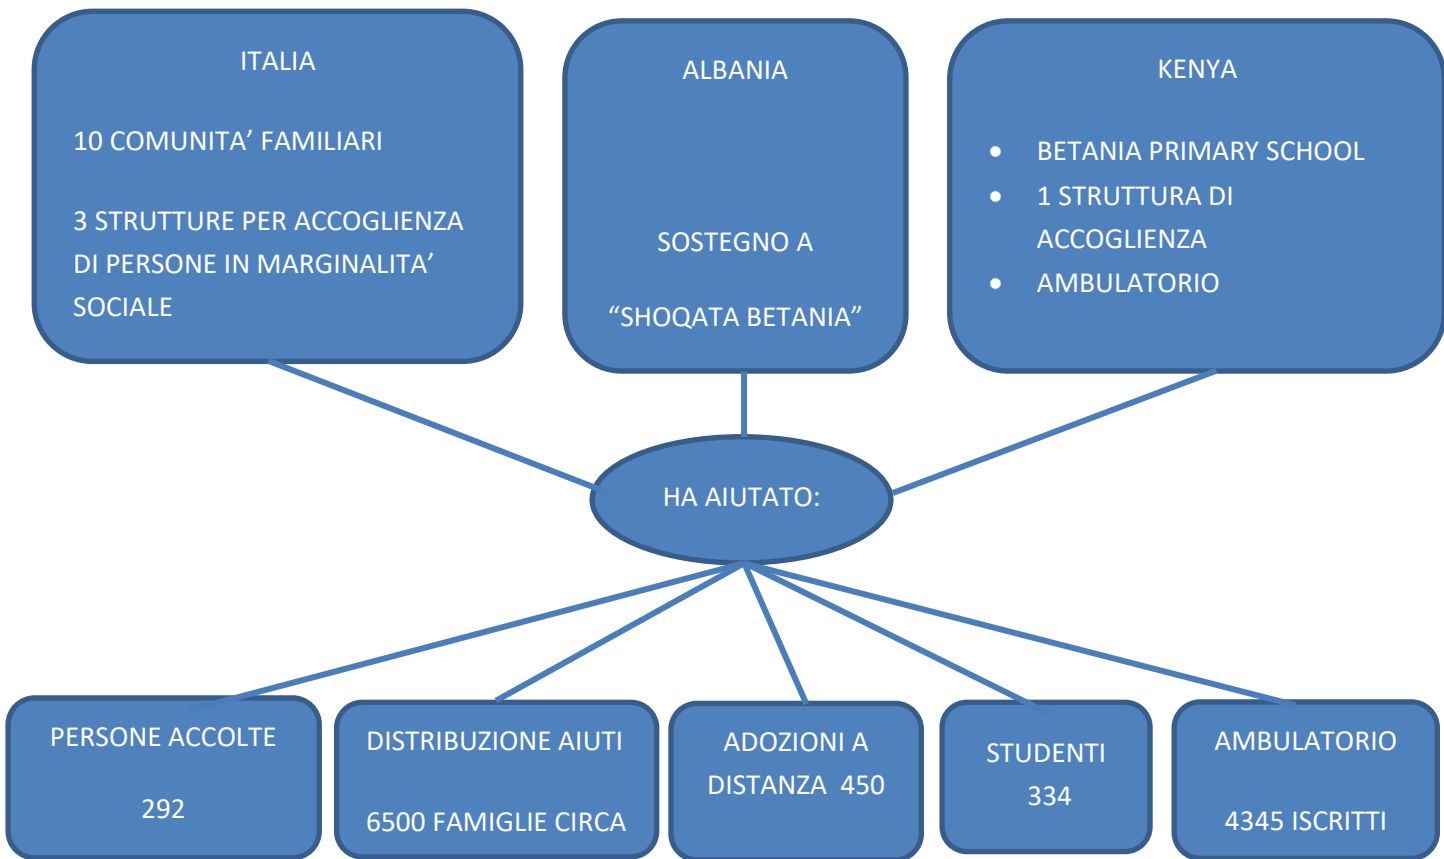 ITALIA
10 COMUNITA’ FAMILIARI
3 STRUTTURE PER ACCOGLIENZA
DI PERSONE IN MARGINALITA’
SOCIALE
ALBANIA
SOSTEGNO A
“SHOQATA BETANIA”
KENYA
• BETANIA PRIMARY SCHOOL
• 1 STRUTTURA DI
ACCOGLIENZA
• AMBULATORIO
HA AIUTATO:
PERSONE ACCOLTE
292
DISTRIBUZIONE AIUTI
6500 FAMIGLIE CIRCA
ADOZIONI A
DISTANZA 450
STUDENTI
334
AMBULATORIO
4345 ISCRITTI